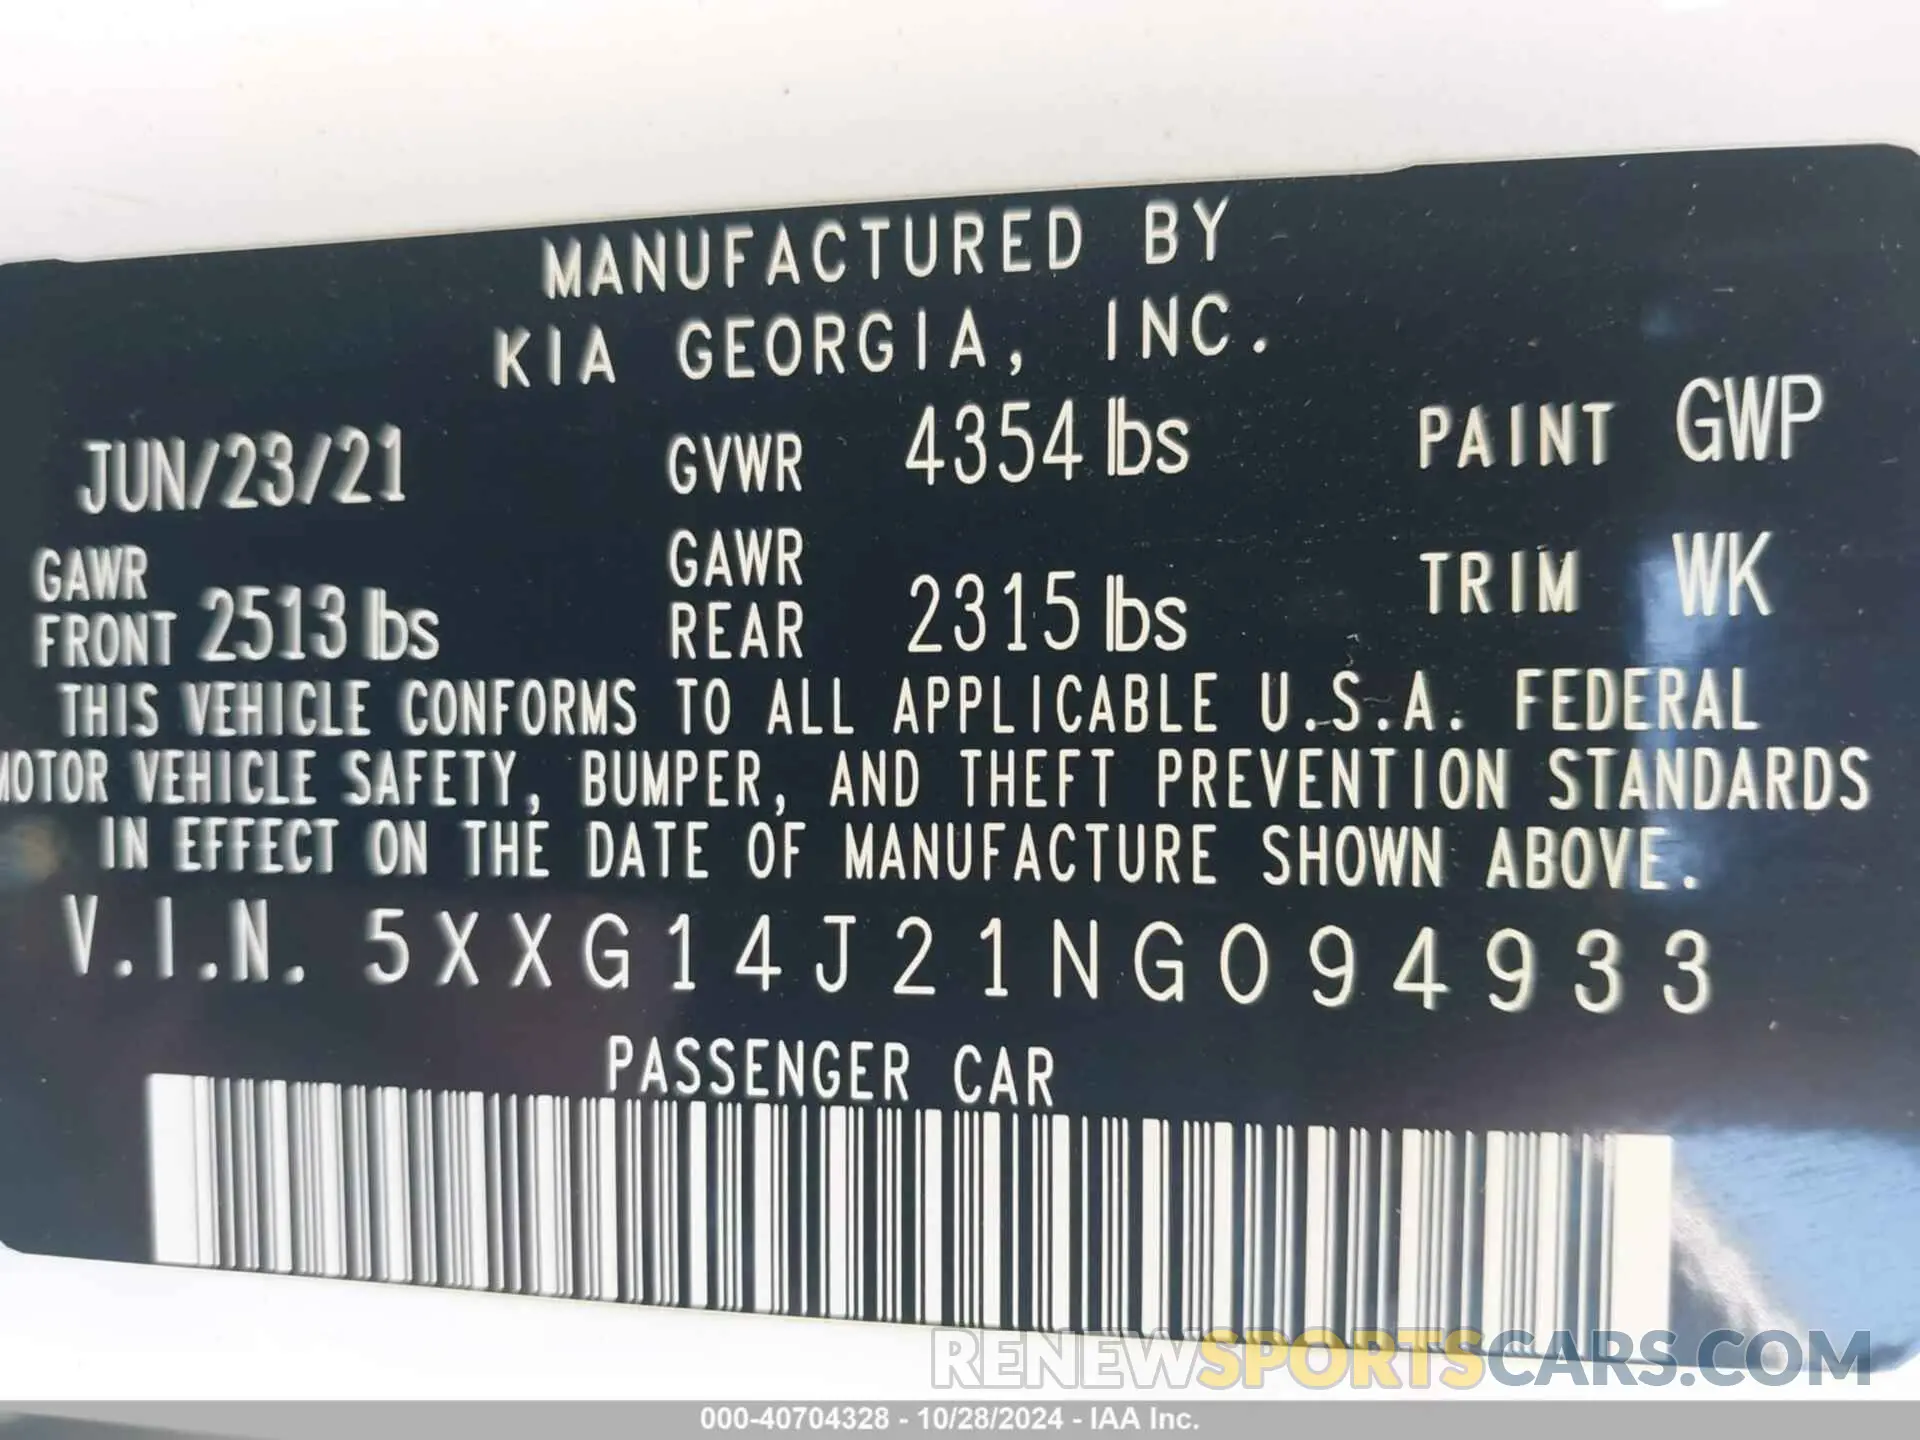 MANUFACTURED BY
KIA GEORGIA, INC.
JUN/23/21 GVWR 4354 lbs PAINT GWP
GAWR FRONT 2513 lbs GAWR REAR 2315 lbs TRIM WK
THIS VEHICLE CONFORMS TO ALL APPLICABLE U.S.A. FEDERAL
MOTOR VEHICLE SAFETY, BUMPER, AND THEFT PREVENTION STANDARDS
IN EFFECT ON THE DATE OF MANUFACTURE SHOWN ABOVE.
V.I.N. 5XXG14J21NG094933
PASSENGER CAR
RENEWSPORTSCARS.COM
000-40704328 - 10/28/2024 - IAA Inc.